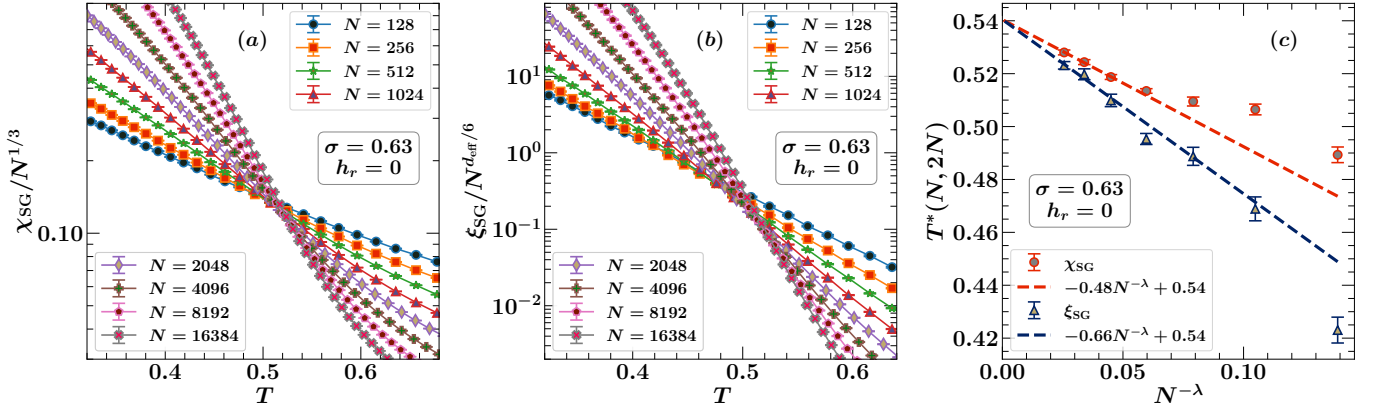 (a)
N = 128
N = 256
N = 512
N = 1024
σ = 0.63
h_r = 0
N = 2048
N = 4096
N = 8192
N = 16384
χ_SG/N^{1/3}
0.10
0.4
0.5
0.6
T
(b)
N = 128
N = 256
N = 512
N = 1024
σ = 0.63
h_r = 0
N = 2048
N = 4096
N = 8192
N = 16384
ξ_SG/N^{d_eff/6}
10^1
10^0
10^{−1}
10^{−2}
0.4
0.5
0.6
T
(c)
T*(N, 2N)
0.54
0.52
0.50
0.48
0.46
0.44
0.42
σ = 0.63
h_r = 0
χ_SG
−0.48N^{−λ} + 0.54
ξ_SG
−0.66N^{−λ} + 0.54
0.00
0.05
0.10
N^{−λ}